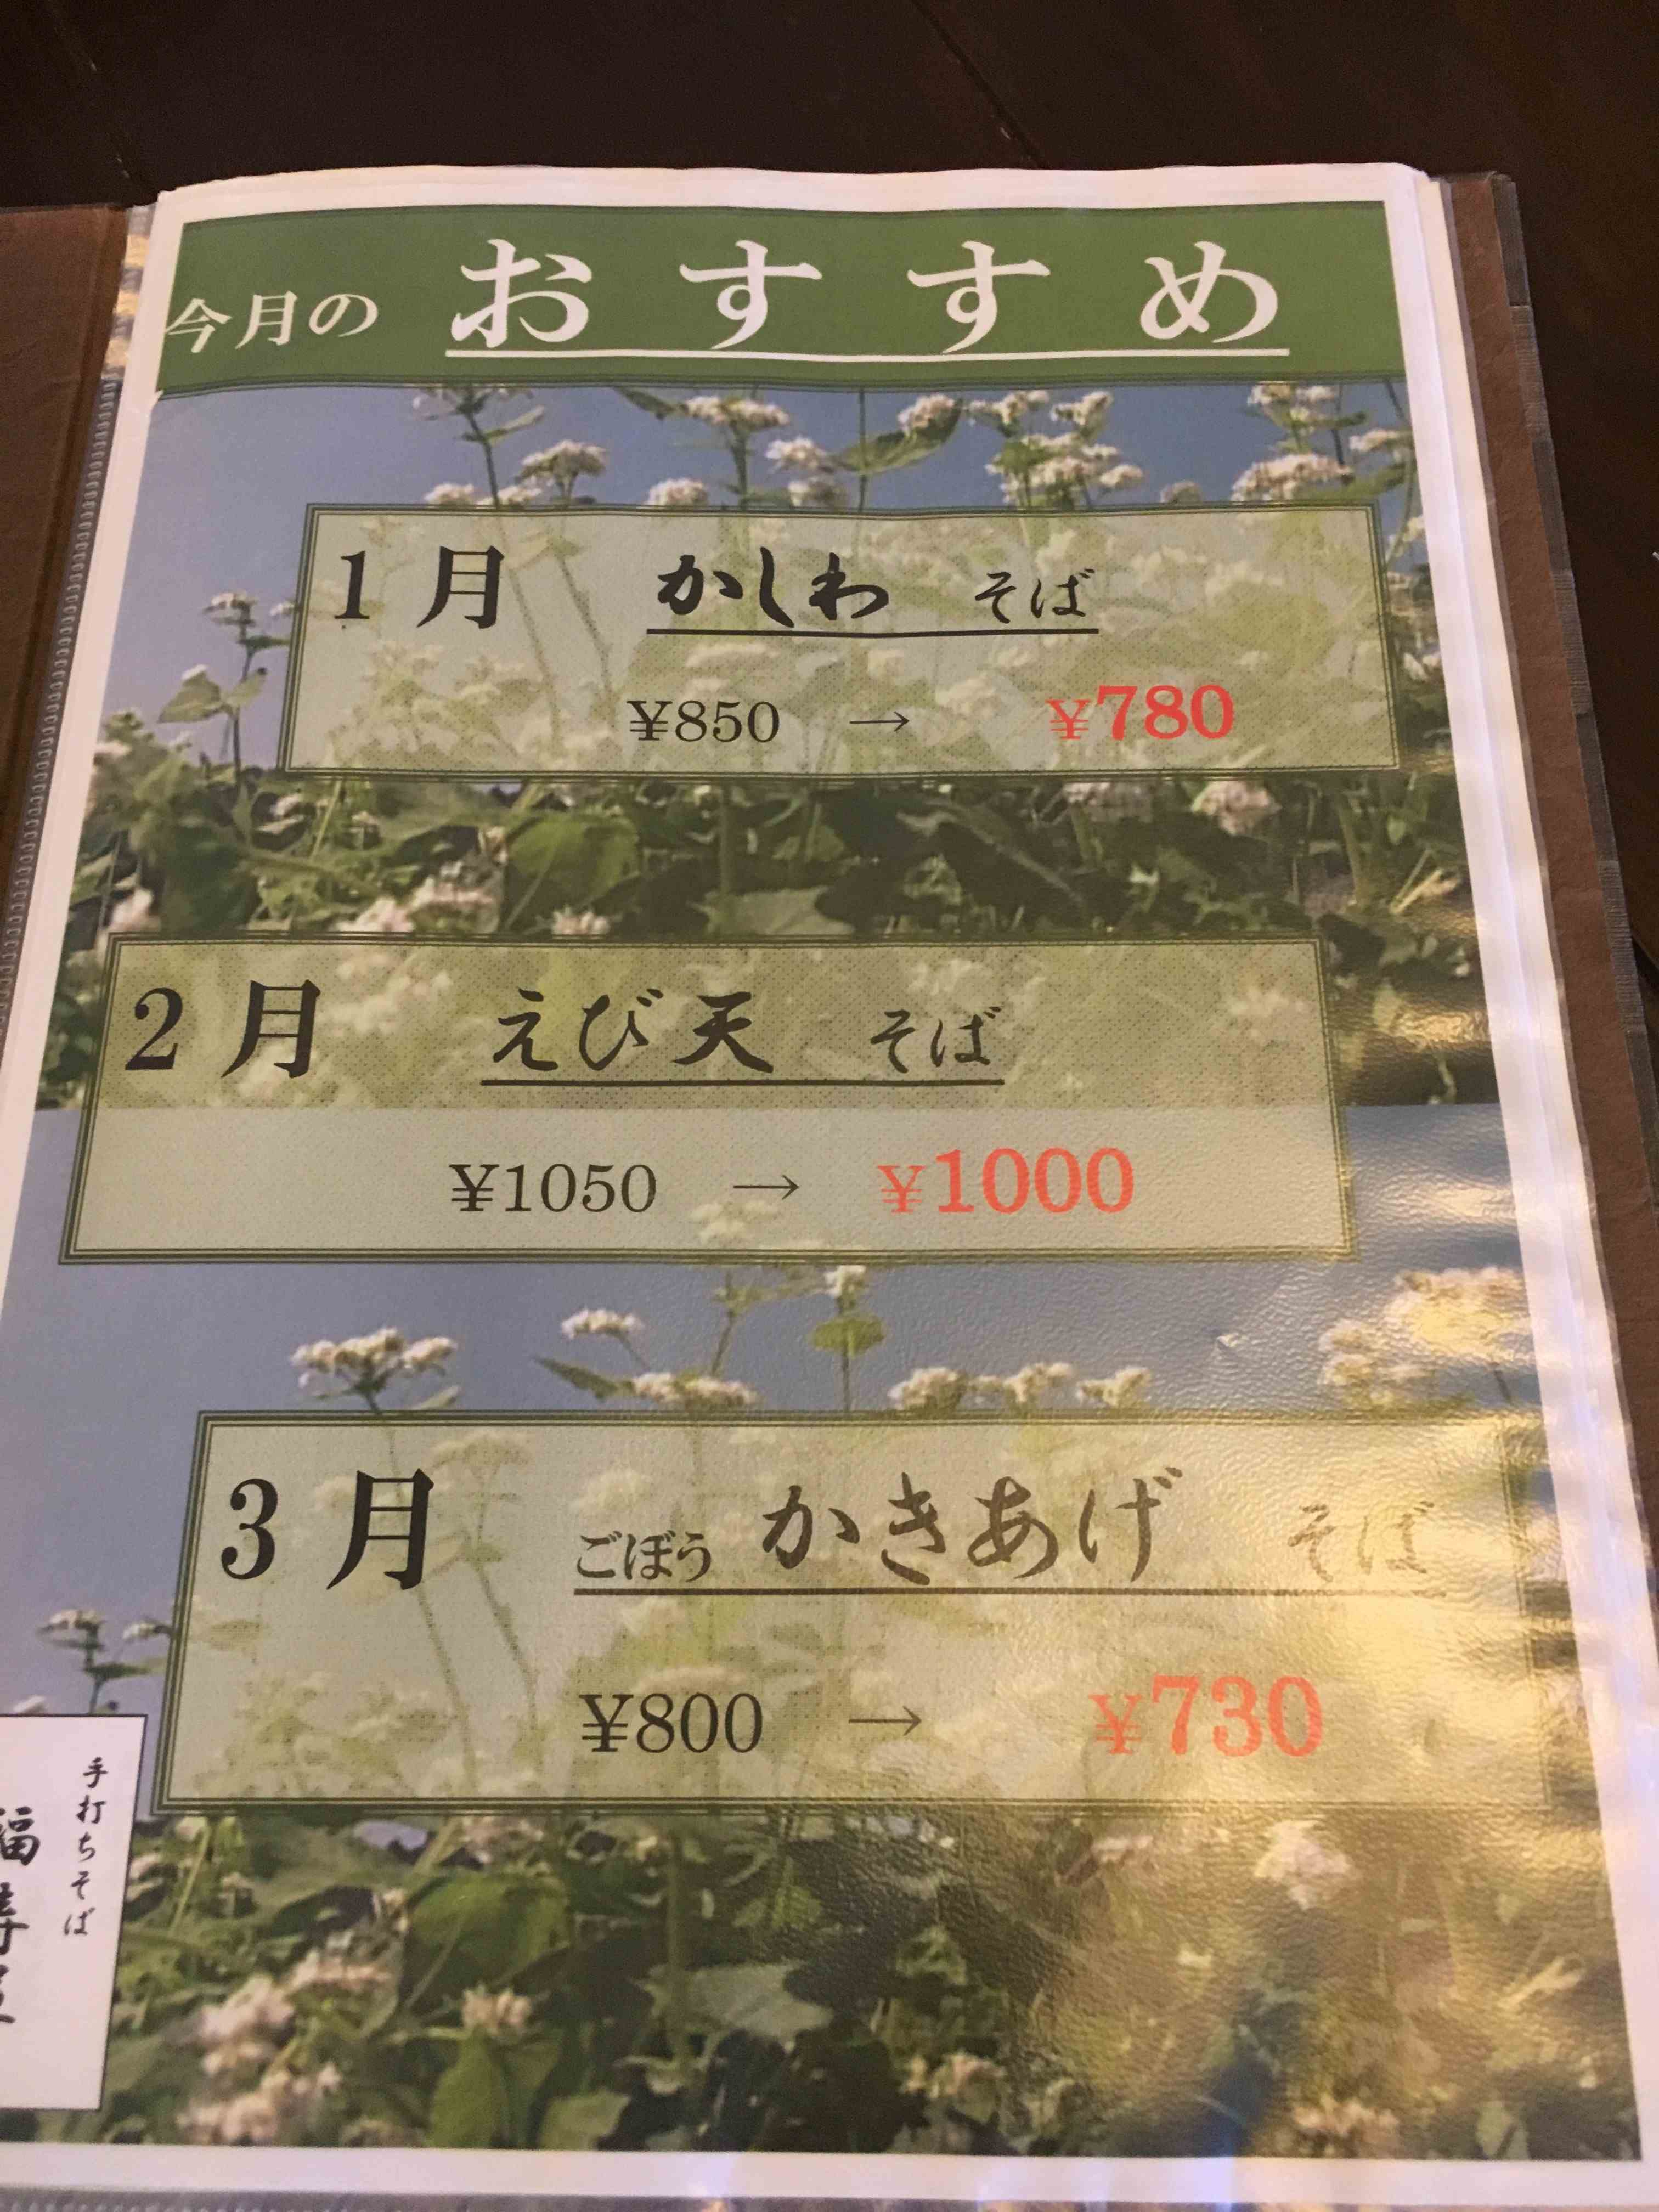 今月の おすすめ
1月 かしわ そば
¥850 → ¥780
2月 えび天 そば
¥1050 → ¥1000
3月 ごぼう かきあげ そば
¥800 → ¥730
手打ちそば
福寿